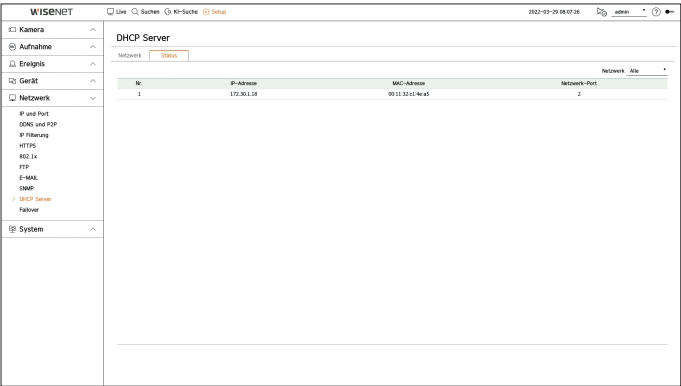 WISENET
Live Suchen KI-Suche Setup 2022-03-29 08:07:26 admin ?
Kamera
Aufnahme
Ereignis
Gerät
Netzwerk
IP und Port
DDNS und P2P
IP Filterung
HTTPS
802.1x
FTP
E-MAIL
SNMP
> DHCP Server
Failover
System
DHCP Server
Netzwerk Status
Netzwerk Alle
Nr. IP-Adresse MAC-Adresse Netzwerk-Port
1 172.30.1.18 00:11:32:c1:4e:a5 2